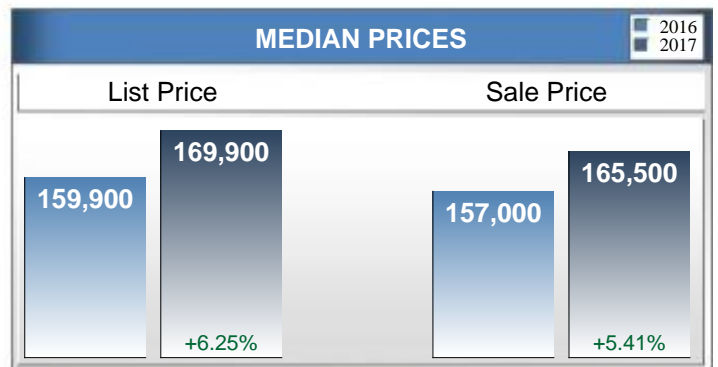 MEDIAN PRICES
2016
2017
List Price
Sale Price
159,900
169,900
+6.25%
157,000
165,500
+5.41%